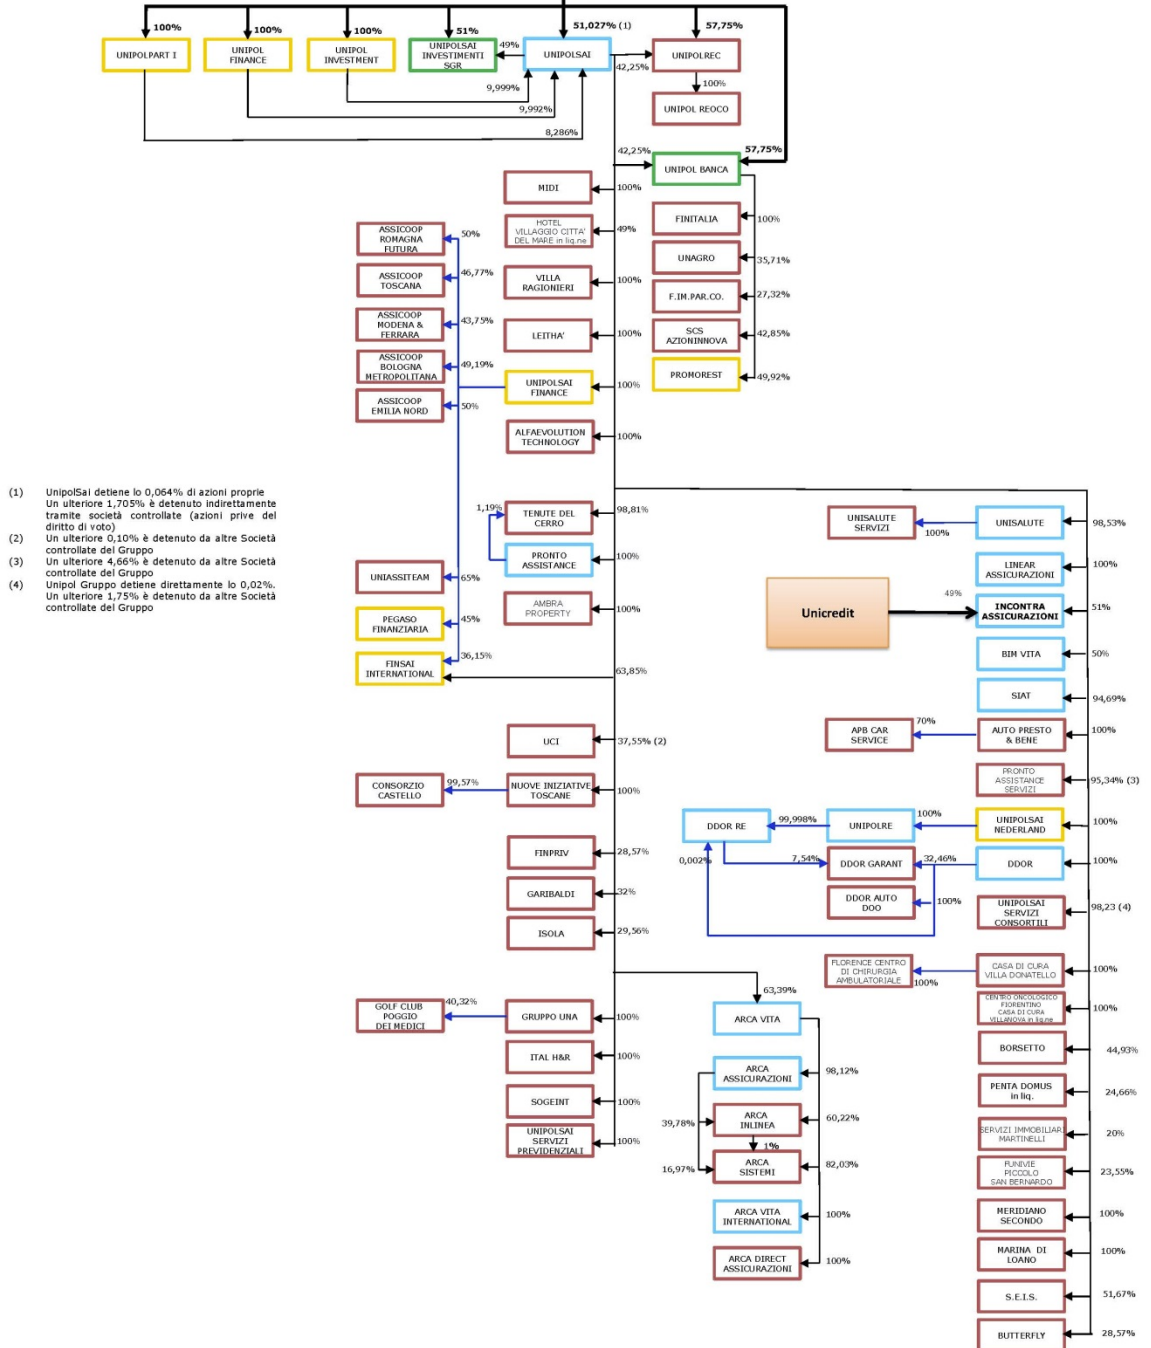 100%
100%
100%
51%
51,027% (1)
57,75%
UNIPOLPART I
UNIPOL
FINANCE
UNIPOL
INVESTMENT
UNIPOLSAI
INVESTIMENTI
SGR
49%
UNIPOLSAI
42,25%
UNIPOLREC
9,999%
9,992%
8,286%
100%
UNIPOL REOCO
42,25%
57,75%
UNIPOL BANCA
MIDI
100%
HOTEL
VILLAGGIO CITTA'
DEL MARE in liq.ne
49%
FINITALIA
100%
ASSICOOP
ROMAGNA
FUTURA
50%
UNAGRO
35,71%
ASSICOOP
TOSCANA
46,77%
VILLA
RAGIONIERI
100%
F.IM.PAR.CO.
27,32%
ASSICOOP
MODENA &
FERRARA
43,75%
LEITHA'
100%
SCS
AZIONINNOVA
42,85%
ASSICOOP
BOLOGNA
METROPOLITANA
49,19%
UNIPOLSAI
FINANCE
100%
PROMOREST
49,92%
ASSICOOP
EMILIA NORD
50%
ALFAEVOLUTION
TECHNOLOGY
100%
(1) UnipolSai detiene lo 0,064% di azioni proprie
Un ulteriore 1,705% è detenuto indirettamente
tramite società controllate (azioni prive del
diritto di voto)
(2) Un ulteriore 0,10% è detenuto da altre Società
controllate del Gruppo
(3) Un ulteriore 4,66% è detenuto da altre Società
controllate del Gruppo
(4) Unipol Gruppo detiene direttamente lo 0,02%.
Un ulteriore 1,75% è detenuto da altre Società
controllate del Gruppo
1,19%
TENUTE DEL
CERRO
98,81%
PRONTO
ASSISTANCE
100%
UNISALUTE
SERVIZI
100%
UNISALUTE
98,53%
LINEAR
ASSICURAZIONI
100%
UNIASSITEAM
65%
AMBRA
PROPERTY
100%
Unicredit
49%
INCONTRA
ASSICURAZIONI
51%
PEGASO
FINANZIARIA
45%
BIM VITA
50%
FINSAI
INTERNATIONAL
36,15%
63,85%
SIAT
94,69%
UCI
37,55% (2)
APB CAR
SERVICE
70%
AUTO PRESTO
& BENE
100%
CONSORZIO
CASTELLO
99,57%
NUOVE INIZIATIVE
TOSCANE
100%
PRONTO
ASSISTANCE
SERVIZI
95,34% (3)
DDOR RE
99,998%
UNIPOLRE
100%
UNIPOLSAI
NEDERLAND
100%
FINPRIV
28,57%
0,002%
7,54%
DDOR GARANT
32,46%
DDOR
100%
GARIBALDI
32%
DDOR AUTO
DOO
100%
UNIPOLSAI
SERVIZI
CONSORTILI
98,23 (4)
ISOLA
29,56%
FLORENCE CENTRO
DI CHIRURGIA
AMBULATORIALE
100%
CASA DI CURA
VILLA DONATELLO
100%
63,39%
GOLF CLUB
POGGIO
DEI MEDICI
40,32%
GRUPPO UNA
100%
ARCA VITA
CENTRO ONCOLOGICO
FIORENTINO
CASA DI CURA
VILLANOVA in liq.ne
100%
ITAL H&R
100%
BORSETTO
44,93%
ARCA
ASSICURAZIONI
98,12%
PENTA DOMUS
in liq.
24,66%
SOGEINT
100%
39,78%
ARCA
INLINEA
60,22%
UNIPOLSAI
SERVIZI
PREVIDENZIALI
100%
1%
SERVIZI IMMOBILIARI
MARTINELLI
20%
16,97%
ARCA
SISTEMI
82,03%
FUNIVIE
PICCOLO
SAN BERNARDO
23,55%
ARCA VITA
INTERNATIONAL
100%
MERIDIANO
SECONDO
100%
ARCA DIRECT
ASSICURAZIONI
100%
MARINA DI
LOANO
100%
S.E.I.S.
51,67%
BUTTERFLY
28,57%